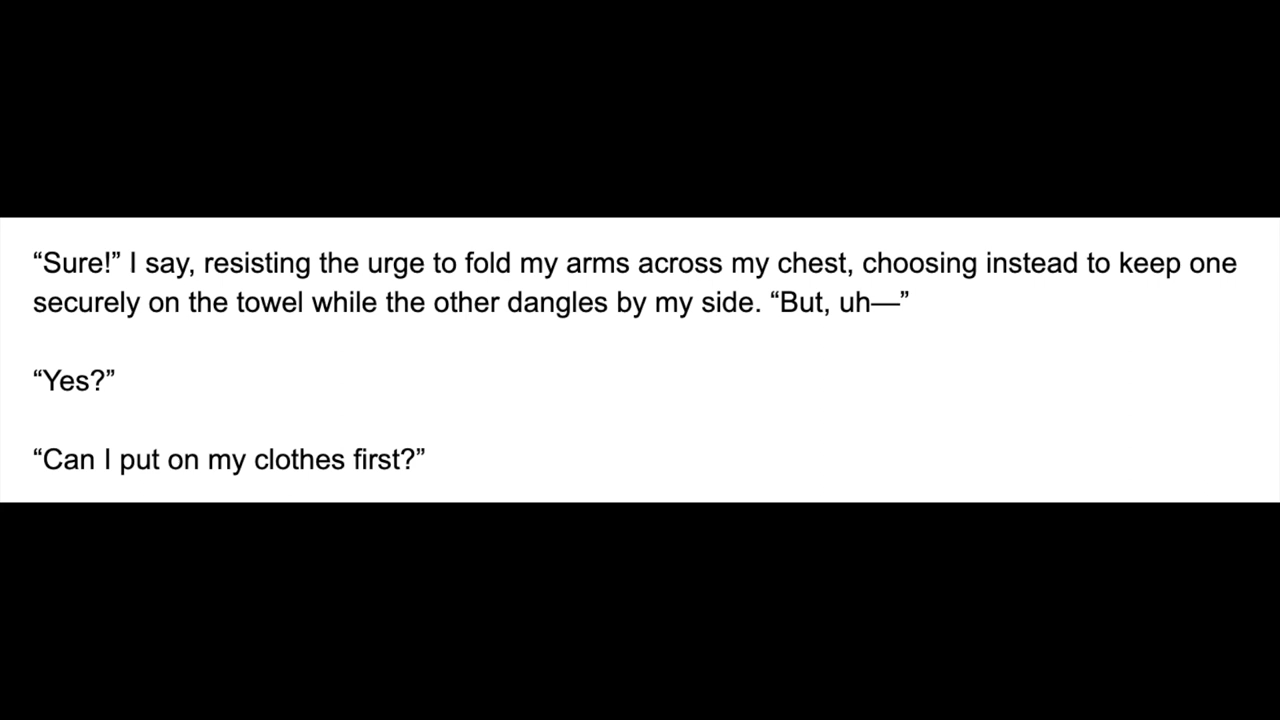 “Sure!” I say, resisting the urge to fold my arms across my chest, choosing instead to keep one
securely on the towel while the other dangles by my side. “But, uh—”
“Yes?”
“Can I put on my clothes first?”